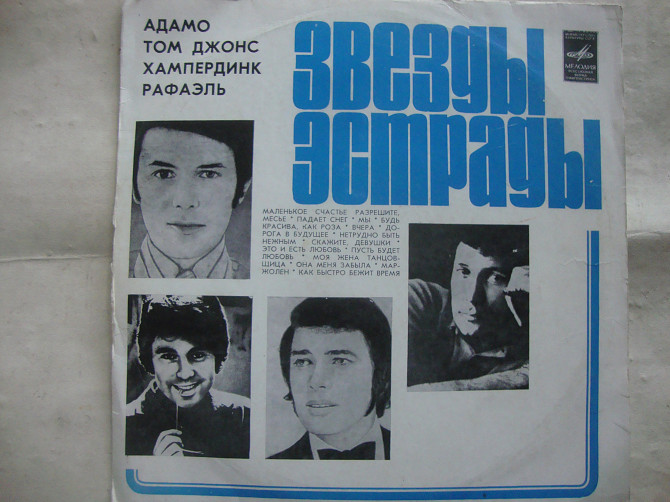 АДАМО
ТОМ ДЖОНС
ХАМПЕРДИНК
РАФАЭЛЬ
ЗВЕЗДЫ
ЭСТРАДЫ
МЕЛОДИЯ
МАЛЕНЬКОЕ СЧАСТЬЕ РАЗРЕШИТЕ,
МЕСЬЕ * ПАДАЕТ СНЕГ * МЫ * БУДЬ
КРАСИВА, КАК РОЗА * ВЧЕРА * ДО-
РОГА В БУДУЩЕЕ * НЕТРУДНО БЫТЬ
НЕЖНЫМ * СКАЖИТЕ, ДЕВУШКИ *
ЭТО И ЕСТЬ ЛЮБОВЬ * ПУСТЬ БУДЕТ
ЛЮБОВЬ * МОЯ ЖЕНА ТАНЦОВ-
ЩИЦА * ОНА МЕНЯ ЗАБЫЛА * МАР-
ЖОЛЕН * КАК БЫСТРО БЕЖИТ ВРЕМЯ